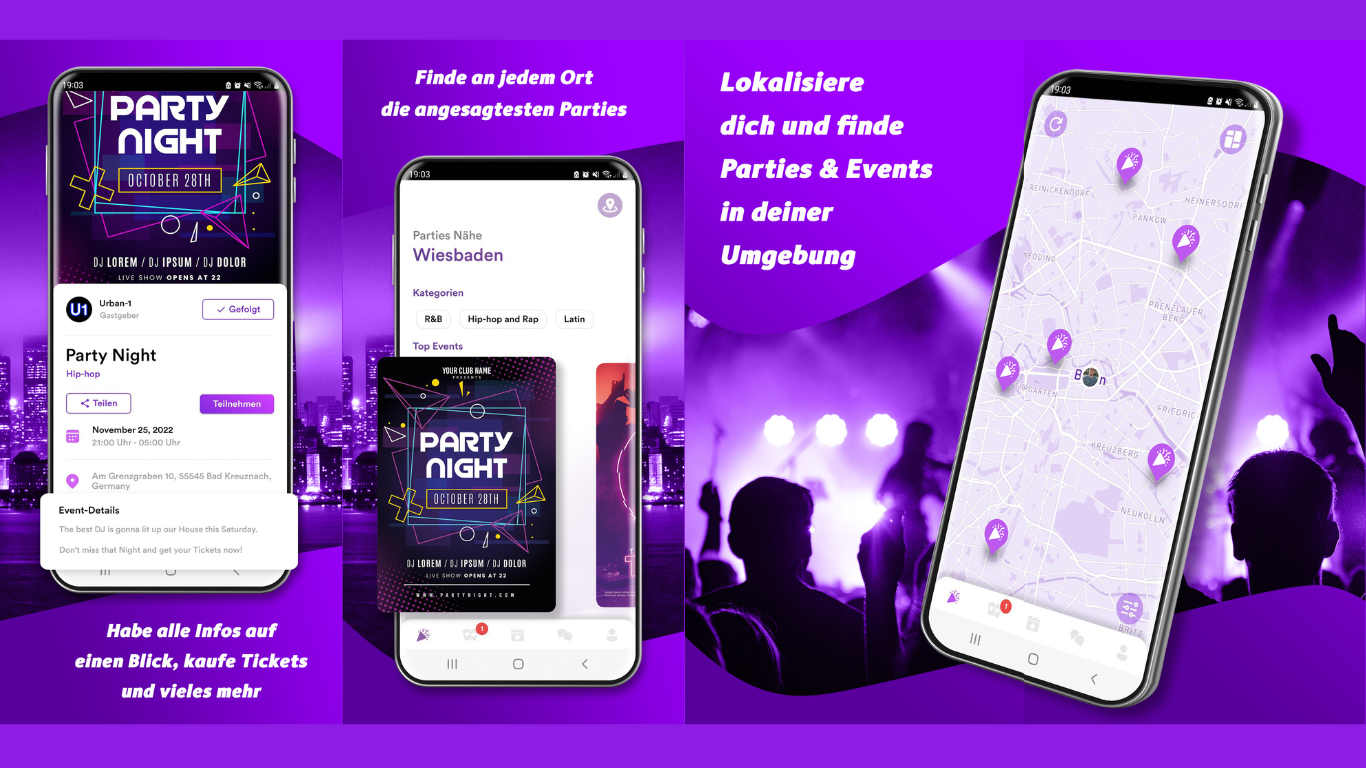 19:03
PARTY
NIGHT
OCTOBER 28TH
DJ LOREM / DJ IPSUM / DJ DOLOR
LIVE SHOW OPENS AT 22
U1
Urban-1
Gastgeber
Gefolgt
Party Night
Hip-hop
Teilen
Teilnehmen
November 25, 2022
21:00 Uhr - 05:00 Uhr
Am Grenzgraben 10, 55545 Bad Kreuznach,
Germany
Event-Details
The best DJ is gonna lit up our House this Saturday.
Don't miss that Night and get your Tickets now!
Habe alle Infos auf
einen Blick, kaufe Tickets
und vieles mehr
Finde an jedem Ort
die angesagtesten Parties
19:03
Parties Nähe
Wiesbaden
Kategorien
R&B
Hip-hop and Rap
Latin
Top Events
YOUR CLUB NAME
PRESENTS
PARTY
NIGHT
OCTOBER 28TH
DJ LOREM / DJ IPSUM / DJ DOLOR
LIVE SHOW OPENS AT 22
WWW.PARTYNIGHT.COM
1
Lokalisiere
dich und finde
Parties & Events
in deiner
Umgebung
19:03
REINICKENDORF
HEINERSDORF
PANKOW
PRENZLAUER
BERG
KREUZBERG
NEUKÖLLN
BRITZ
1